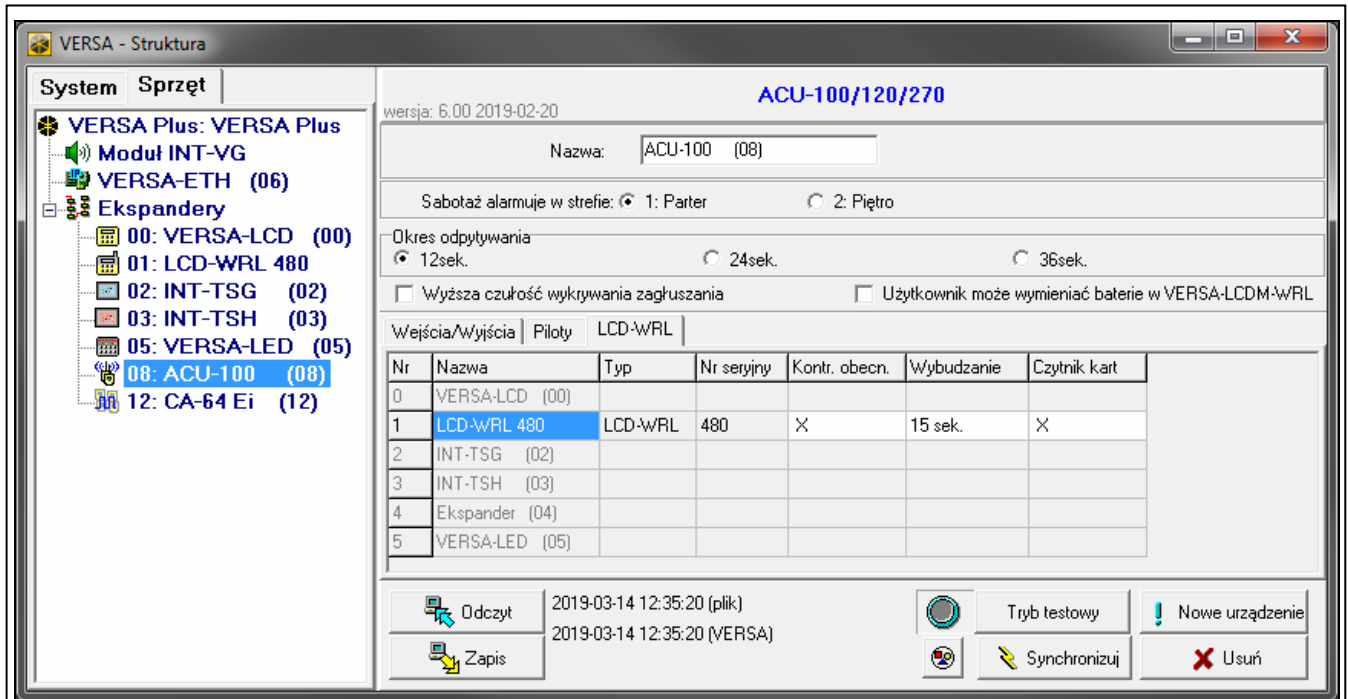 VERSA - Struktura
System Sprzęt
VERSA Plus: VERSA Plus
Moduł INT-VG
VERSA-ETH (06)
Ekspandery
00: VERSA-LCD (00)
01: LCD-WRL 480
02: INT-TSG (02)
03: INT-TSH (03)
05: VERSA-LED (05)
08: ACU-100 (08)
12: CA-64 Ei (12)
ACU-100/120/270
wersja: 6.00 2019-02-20
Nazwa: ACU-100 (08)
Sabotaż alarmuje w strefie: 1: Parter 2: Piętro
Okres odpytywania
12sek. 24sek. 36sek.
Wyższa czułość wykrywania zagłuszania Użytkownik może wymieniać baterie w VERSA-LCDM-WRL
Wejścia/Wyjścia Piloty LCD-WRL
Nr Nazwa Typ Nr seryjny Kontr. obecn. Wybudzanie Czytnik kart
0 VERSA-LCD (00)
1 LCD-WRL 480 LCD-WRL 480 X 15 sek. X
2 INT-TSG (02)
3 INT-TSH (03)
4 Ekspander (04)
5 VERSA-LED (05)
Odczyt 2019-03-14 12:35:20 (plik) Tryb testowy Nowe urządzenie
2019-03-14 12:35:20 (VERSA)
Zapis Synchronizuj Usuń